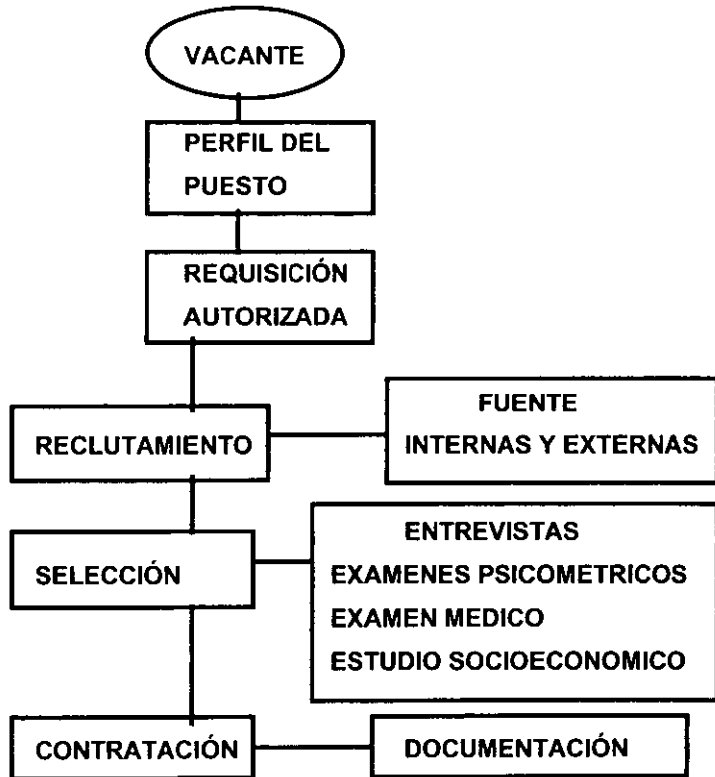 VACANTE
PERFIL DEL
PUESTO
REQUISICIÓN
AUTORIZADA
RECLUTAMIENTO
FUENTE
INTERNAS Y EXTERNAS
SELECCIÓN
ENTREVISTAS
EXAMENES PSICOMETRICOS
EXAMEN MEDICO
ESTUDIO SOCIOECONOMICO
CONTRATACIÓN
DOCUMENTACIÓN